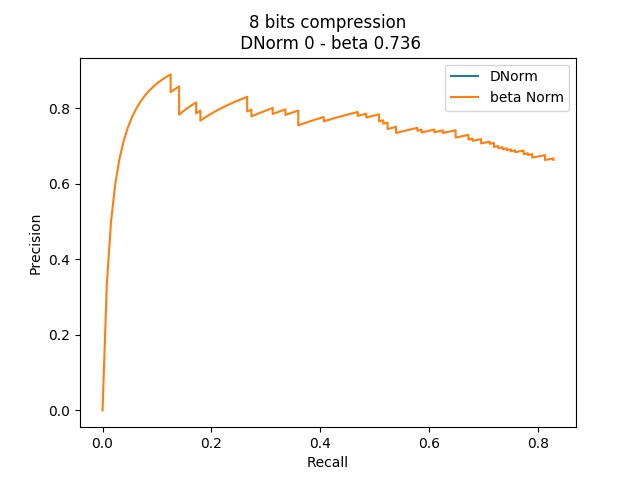 8 bits compression
DNorm 0 - beta 0.736
DNorm
beta Norm
Precision
0.8
0.6
0.4
0.2
0.0
0.0 0.2 0.4 0.6 0.8
Recall